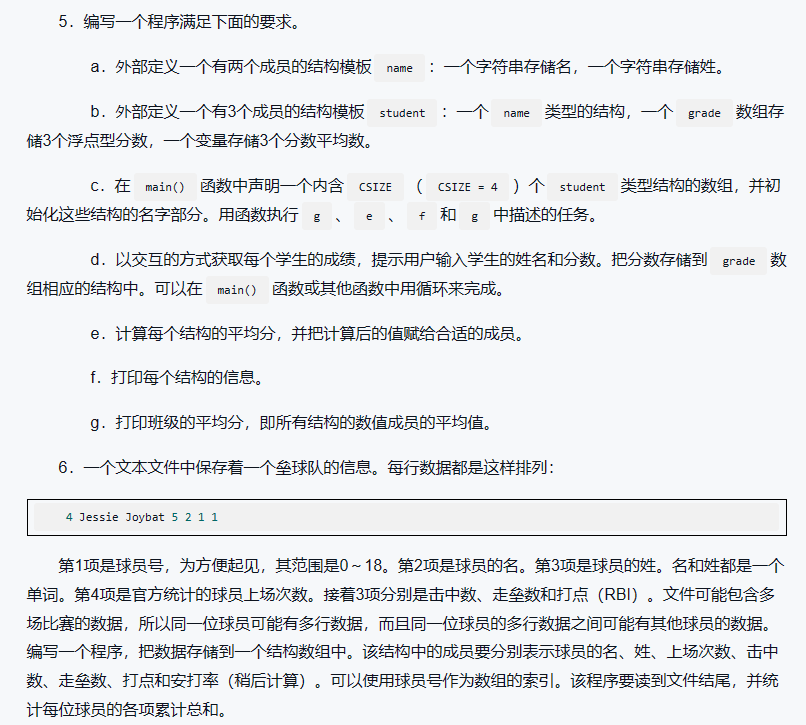 5．编写一个程序满足下面的要求。
a．外部定义一个有两个成员的结构模板 name ：一个字符串存储名，一个字符串存储姓。
b．外部定义一个有3个成员的结构模板 student ：一个 name 类型的结构，一个 grade 数组存
储3个浮点型分数，一个变量存储3个分数平均数。
c．在 main() 函数中声明一个内含 CSIZE （ CSIZE = 4 ）个 student 类型结构的数组，并初
始化这些结构的名字部分。用函数执行 g 、 e 、 f 和 g 中描述的任务。
d．以交互的方式获取每个学生的成绩，提示用户输入学生的姓名和分数。把分数存储到 grade 数
组相应的结构中。可以在 main() 函数或其他函数中用循环来完成。
e．计算每个结构的平均分，并把计算后的值赋给合适的成员。
f．打印每个结构的信息。
g．打印班级的平均分，即所有结构的数值成员的平均值。
6．一个文本文件中保存着一个垒球队的信息。每行数据都是这样排列：
4 Jessie Joybat 5 2 1 1
第1项是球员号，为方便起见，其范围是0～18。第2项是球员的名。第3项是球员的姓。名和姓都是一个
单词。第4项是官方统计的球员上场次数。接着3项分别是击中数、走垒数和打点（RBI）。文件可能包含多
场比赛的数据，所以同一位球员可能有多行数据，而且同一位球员的多行数据之间可能有其他球员的数据。
编写一个程序，把数据存储到一个结构数组中。该结构中的成员要分别表示球员的名、姓、上场次数、击中
数、走垒数、打点和安打率（稍后计算）。可以使用球员号作为数组的索引。该程序要读到文件结尾，并统
计每位球员的各项累计总和。